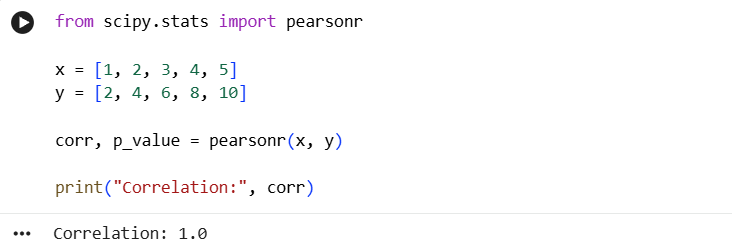 from scipy.stats import pearsonr
x = [1, 2, 3, 4, 5]
y = [2, 4, 6, 8, 10]
corr, p_value = pearsonr(x, y)
print("Correlation:", corr)
Correlation: 1.0